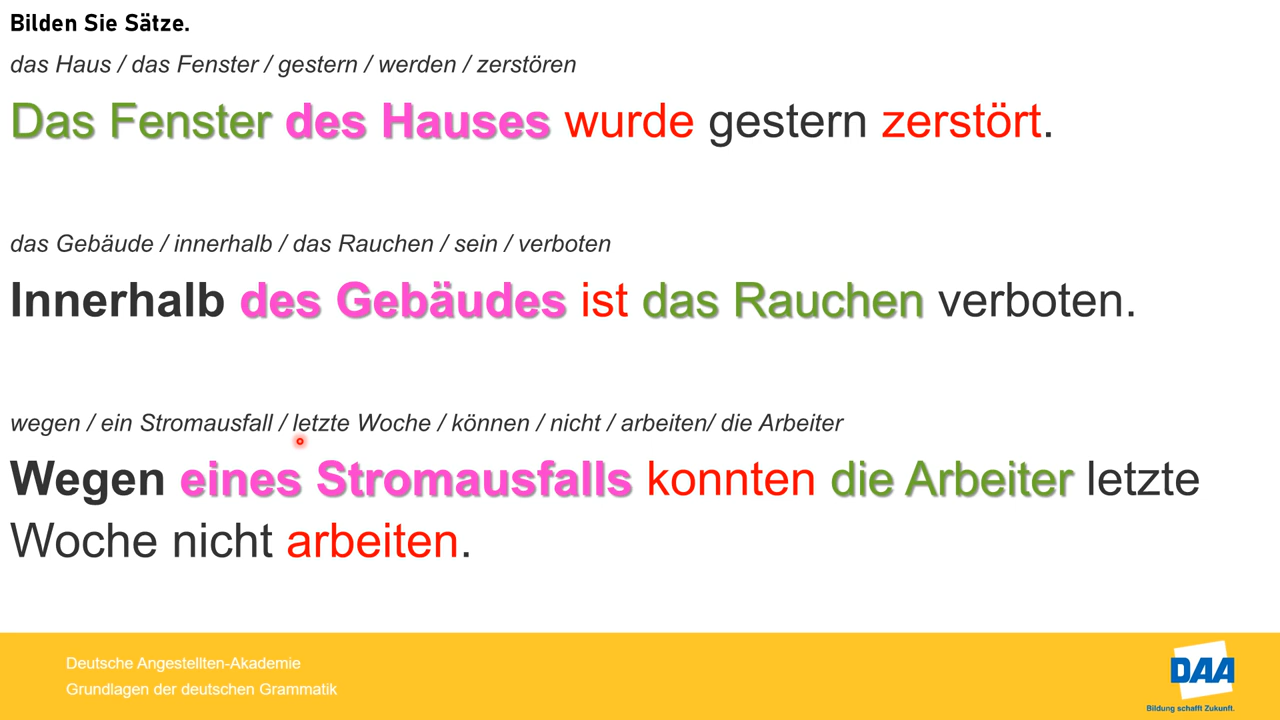 Bilden Sie Sätze.
das Haus / das Fenster / gestern / werden / zerstören
Das Fenster des Hauses wurde gestern zerstört.
das Gebäude / innerhalb / das Rauchen / sein / verboten
Innerhalb des Gebäudes ist das Rauchen verboten.
wegen / ein Stromausfall / letzte Woche / können / nicht / arbeiten/ die Arbeiter
Wegen eines Stromausfalls konnten die Arbeiter letzte
Woche nicht arbeiten.
Deutsche Angestellten-Akademie
Grundlagen der deutschen Grammatik
DAA
Bildung schafft Zukunft.